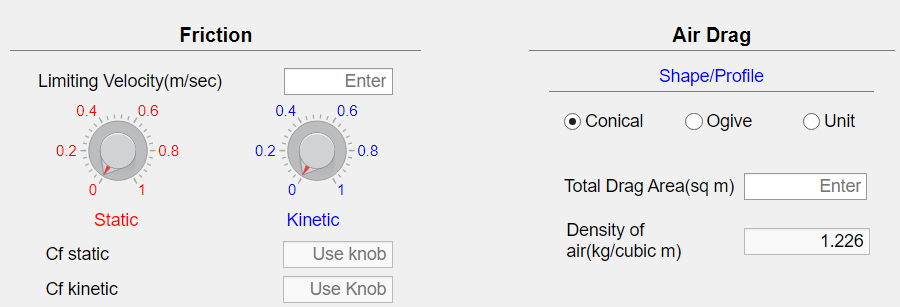 Friction
Limiting Velocity(m/sec) Enter
0.4 0.6 0.4 0.6
0.2 0.8 0.2 0.8
0 1 0 1
Static Kinetic
Cf static Use knob
Cf kinetic Use Knob
Air Drag
Shape/Profile
Conical Ogive Unit
Total Drag Area(sq m) Enter
Density of
air(kg/cubic m) 1.226